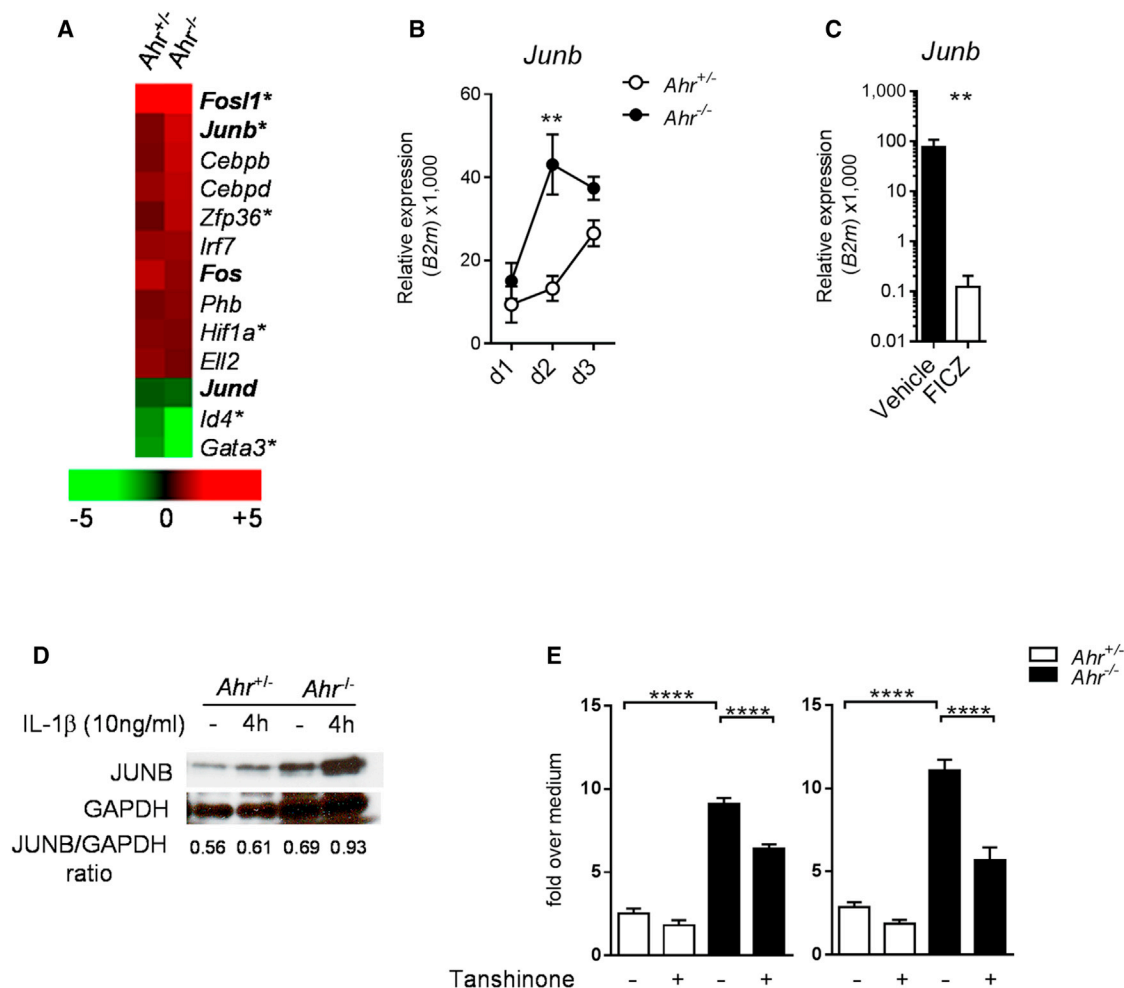 A
Ahr+/-
Ahr-/-
Fosl1*
Junb*
Cebpb
Cebpd
Zfp36*
Irf7
Fos
Phb
Hif1a*
Ell2
Jund
Id4*
Gata3*
-5 0 +5
B
Junb
Ahr+/-
Ahr-/-
Relative expression
(B2m) x1,000
60
40
20
0
**
d1 d2 d3
C
Junb
Relative expression
(B2m) x1,000
1,000
100
10
1
0.1
0.01
**
Vehicle
FICZ
D
Ahr+/- Ahr-/-
IL-1β (10ng/ml) - 4h - 4h
JUNB
GAPDH
JUNB/GAPDH 0.56 0.61 0.69 0.93
ratio
E
Ahr+/-
Ahr-/-
fold over medium
15
10
5
0
**** ****
15
10
5
0
**** ****
Tanshinone - + - + - + - +